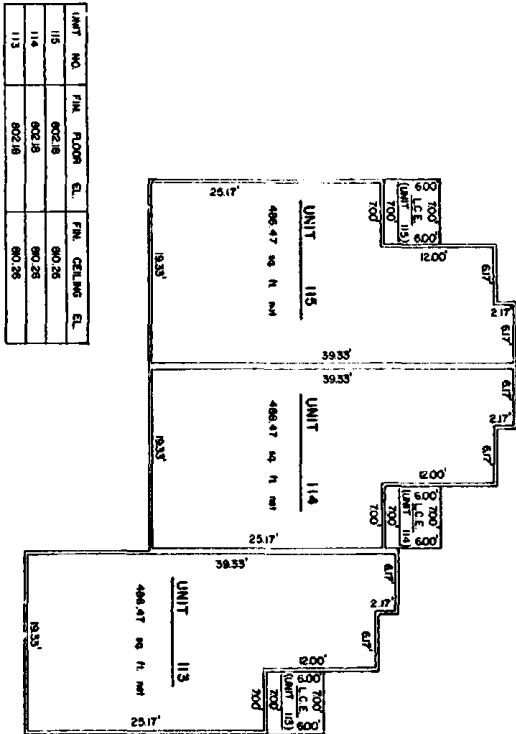 UNIT NO. FIN. FLOOR EL. FIN. CEILING EL.
115 802.18 810.26
114 802.18 810.26
113 802.18 810.26
UNIT 115
486.47 sq. ft. net
25.17'
7.00'
6.00'
7.00'
L.C.E.
(UNIT 115)
7.00'
6.00'
12.00'
6.17'
2.17'
6.17'
39.33'
19.33'
UNIT 114
488.47 sq. ft. net
39.33'
6.17'
2.17'
6.17'
12.00'
7.00'
6.00'
7.00'
L.C.E.
(UNIT 114)
7.00'
6.00'
25.17'
19.33'
UNIT 113
486.47 sq. ft. net
39.33'
6.17'
2.17'
6.17'
12.00'
7.00'
6.00'
7.00'
L.C.E.
(UNIT 113)
7.00'
6.00'
25.17'
19.33'